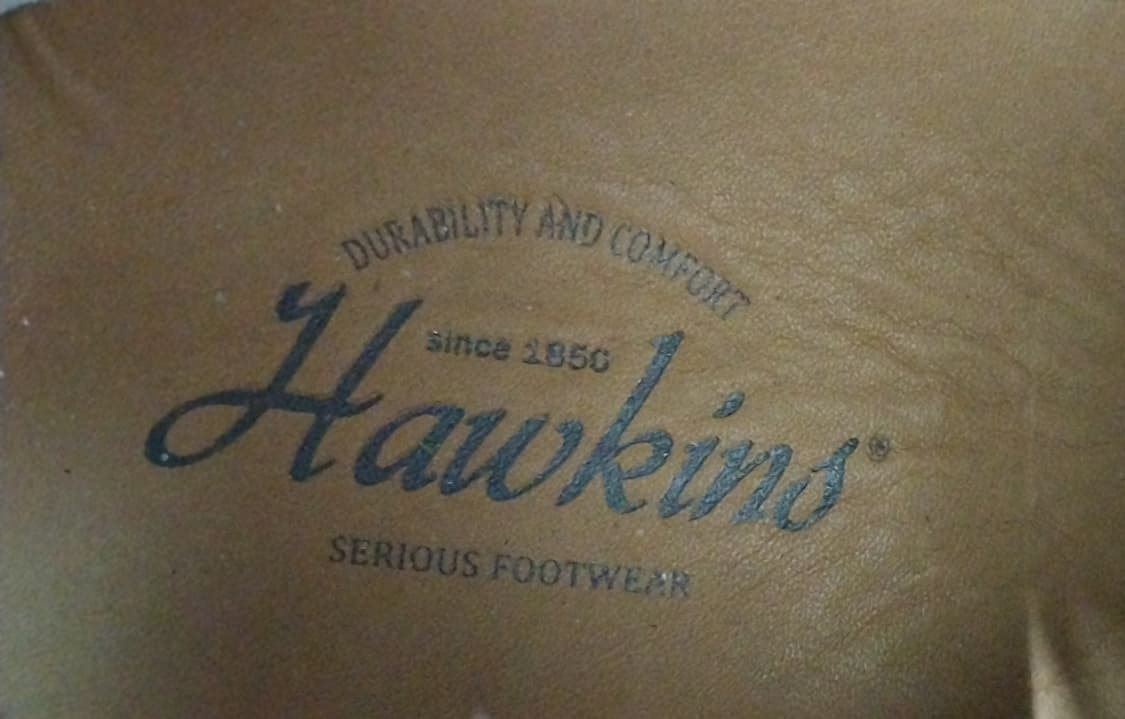 DURABILITY AND COMFORT
since 1850
Hawkins®
SERIOUS FOOTWEAR